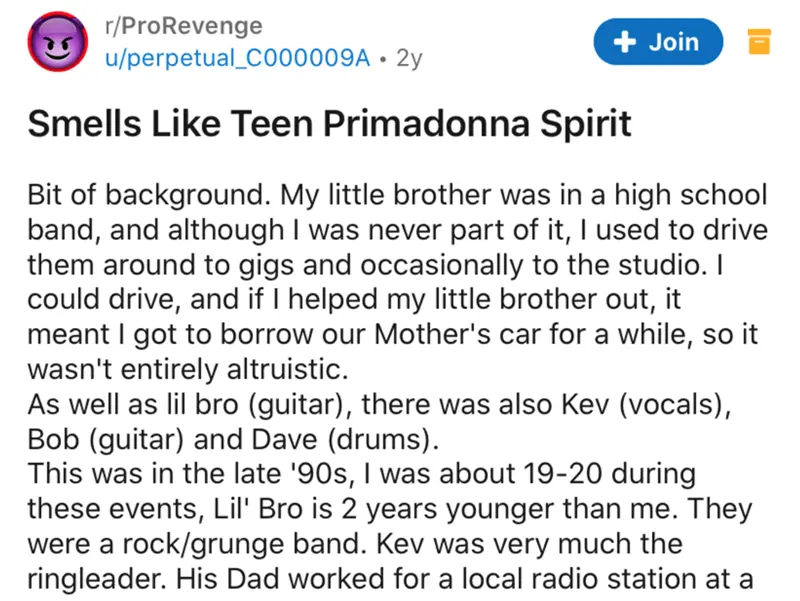 r/ProRevenge
u/perpetual_C000009A • 2y
Join
Smells Like Teen Primadonna Spirit
Bit of background. My little brother was in a high school
band, and although I was never part of it, I used to drive
them around to gigs and occasionally to the studio. I
could drive, and if I helped my little brother out, it
meant I got to borrow our Mother's car for a while, so it
wasn't entirely altruistic.
As well as lil bro (guitar), there was also Kev (vocals),
Bob (guitar) and Dave (drums).
This was in the late '90s, I was about 19-20 during
these events, Lil' Bro is 2 years younger than me. They
were a rock/grunge band. Kev was very much the
ringleader. His Dad worked for a local radio station at a